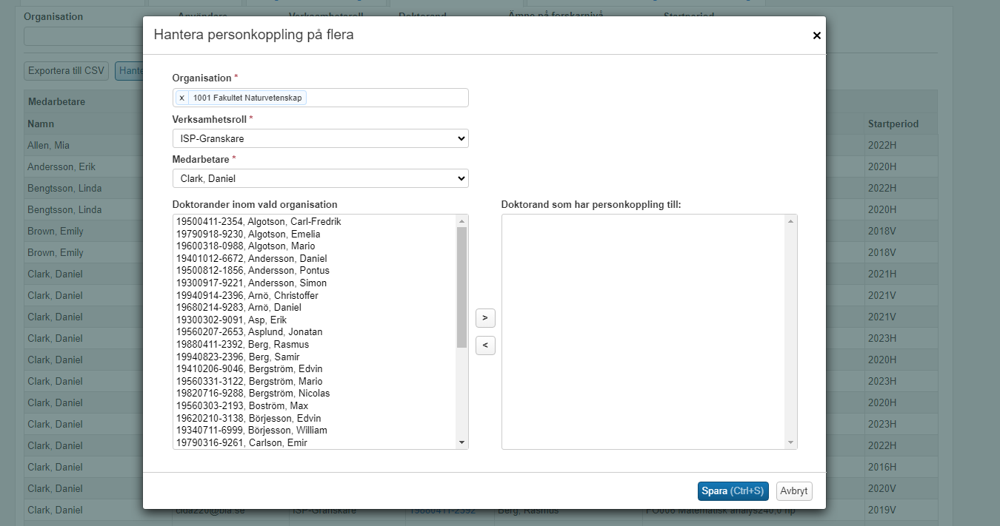 Organisation Användare Verksamhetsroll Doktorand Ämne på forskarnivå Startperiod
Hantera personkoppling på flera ×
Exportera till CSV Hante
Organisation *
× 1001 Fakultet Naturvetenskap
Verksamhetsroll *
ISP-Granskare
Medarbetare *
Clark, Daniel
Doktorander inom vald organisation
19500411-2354, Algotson, Carl-Fredrik
19790918-9230, Algotson, Emelia
19600318-0988, Algotson, Mario
19401012-6672, Andersson, Daniel
19500812-1856, Andersson, Pontus
19300917-9221, Andersson, Simon
19940914-2396, Arnö, Christoffer
19680214-9283, Arnö, Daniel
19300302-9091, Asp, Erik
19560207-2653, Asplund, Jonatan
19880411-2392, Berg, Rasmus
19940823-2396, Berg, Samir
19410206-9046, Bergström, Edvin
19560331-3122, Bergström, Mario
19820716-9288, Bergström, Nicolas
19560303-2193, Boström, Max
19620210-3138, Börjesson, Edvin
19340711-6999, Börjesson, William
19790316-9261, Carlson, Emir
>
<
Doktorand som har personkoppling till:
Spara (Ctrl+S) Avbryt
Medarbetare
Namn Startperiod
Allen, Mia 2022H
Andersson, Erik 2020H
Bengtsson, Linda 2022H
Bengtsson, Linda 2020H
Brown, Emily 2018V
Brown, Emily 2018V
Clark, Daniel 2021H
Clark, Daniel 2021V
Clark, Daniel 2021V
Clark, Daniel 2023H
Clark, Daniel 2020H
Clark, Daniel 2023H
Clark, Daniel 2020H
Clark, Daniel 2023H
Clark, Daniel 2022H
Clark, Daniel 2016H
Clark, Daniel 2020V
Clark, Daniel clda220@bla.se ISP-Granskare 19880411-2392 Berg, Rasmus FO006 Matematisk analys240,0 hp 2019V